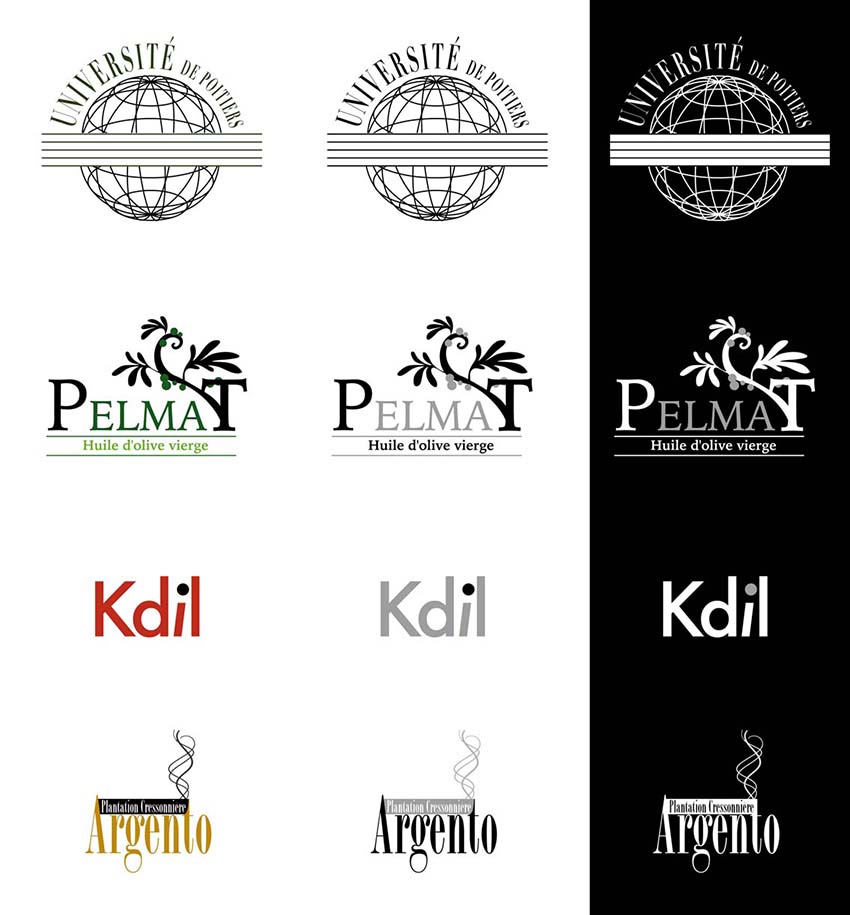 UNIVERSITÉ DE POITIERS
UNIVERSITÉ DE POITIERS
UNIVERSITÉ DE POITIERS
PELMAT
PELMAT
PELMAT
Huile d'olive vierge
Huile d'olive vierge
Huile d'olive vierge
Kdil
Kdil
Kdil
Plantation Cressonniere
Plantation Cressonniere
Plantation Cressonniere
Argento
Argento
Argento